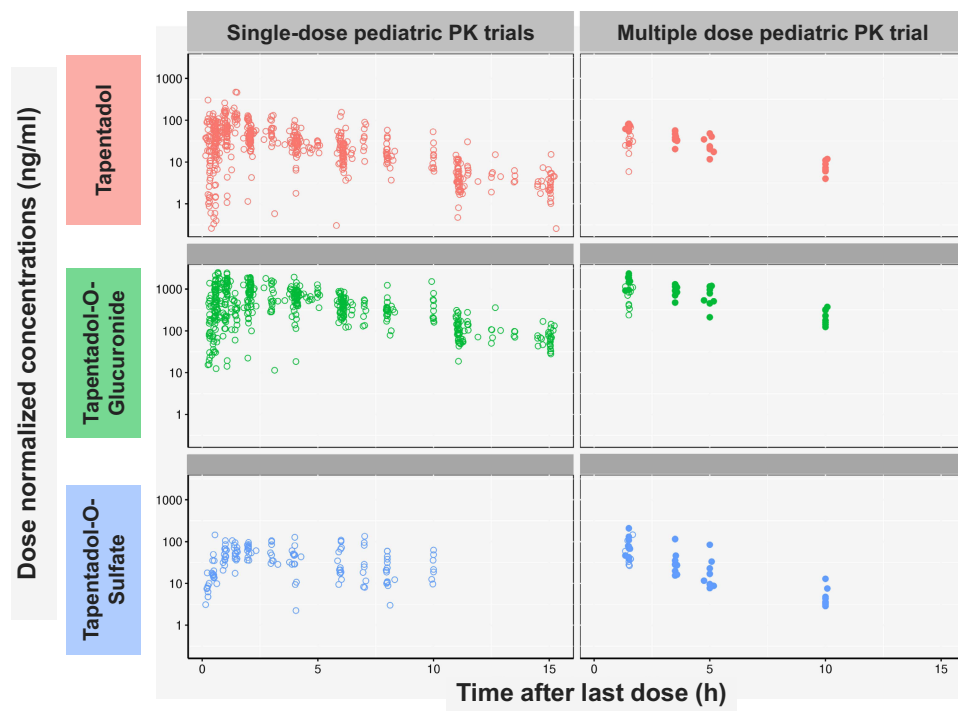 Single-dose pediatric PK trials
Multiple dose pediatric PK trial
Dose normalized concentrations (ng/ml)
Tapentadol
1000
100
10
1
Tapentadol-O-
Glucuronide
1000
100
10
1
Tapentadol-O-
Sulfate
1000
100
10
1
0 5 10 15 0 5 10 15
Time after last dose (h)